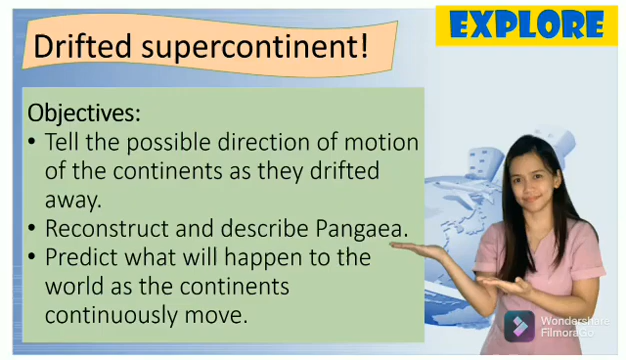 EXPLORE
Drifted supercontinent!
Objectives:
• Tell the possible direction of motion
of the continents as they drifted
away.
• Reconstruct and describe Pangaea.
• Predict what will happen to the
world as the continents
continuously move.
Wondershare
FilmoraGo